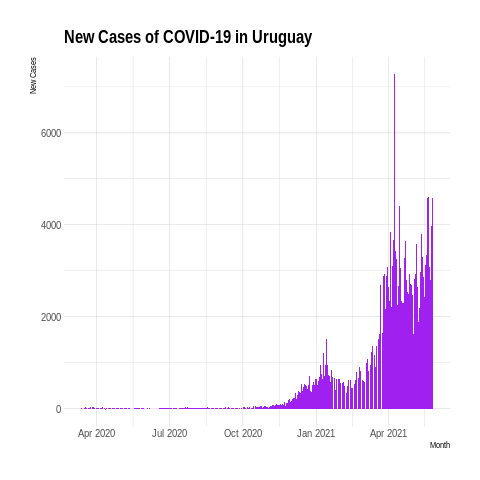 New Cases of COVID-19 in Uruguay
New Cases
6000
4000
2000
0
Apr 2020 Jul 2020 Oct 2020 Jan 2021 Apr 2021
Month